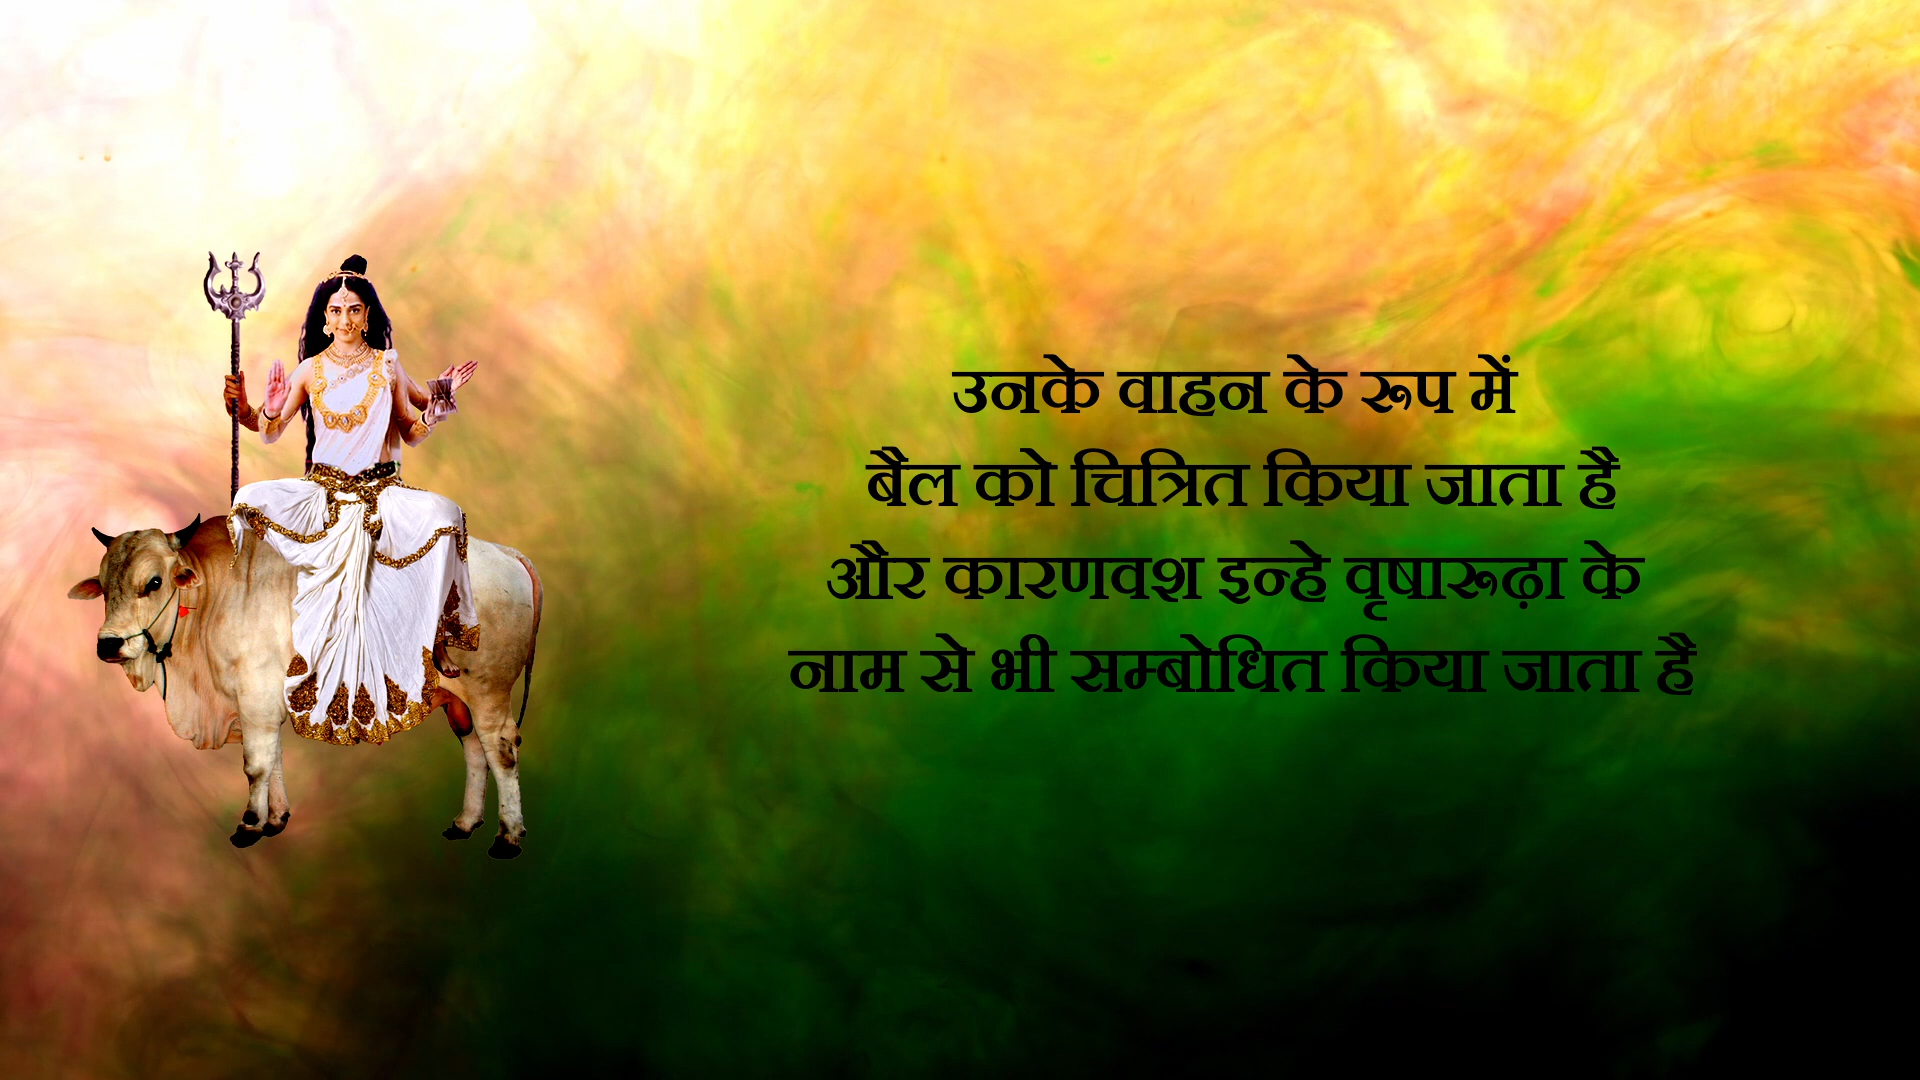 उनके वाहन के रूप में
बैल को चित्रित किया जाता है
और कारणवश इन्हे वृषारूढ़ा के
नाम से भी सम्बोधित किया जाता है